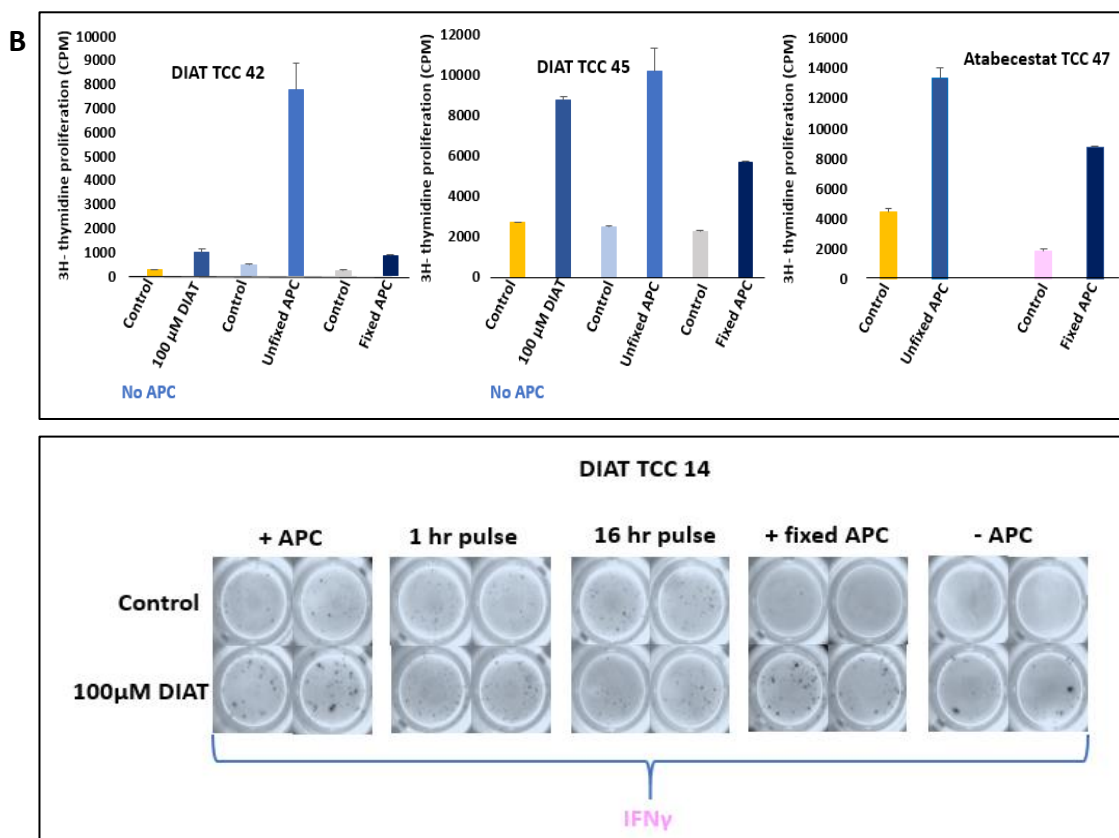 B
3H- thymidine proliferation (CPM)
10000
9000
8000
7000
6000
5000
4000
3000
2000
1000
0
DIAT TCC 42
Control
100 µM DIAT
Control
Unfixed APC
Control
Fixed APC
No APC
3H- thymidine proliferation (CPM)
12000
10000
8000
6000
4000
2000
0
DIAT TCC 45
Control
100 µM DIAT
Control
Unfixed APC
Control
Fixed APC
No APC
3H- thymidine proliferation (CPM)
16000
14000
12000
10000
8000
6000
4000
2000
0
Atabecestat TCC 47
Control
Unfixed APC
Control
Fixed APC
DIAT TCC 14
+ APC 1 hr pulse 16 hr pulse + fixed APC - APC
Control
100µM DIAT
IFNγ